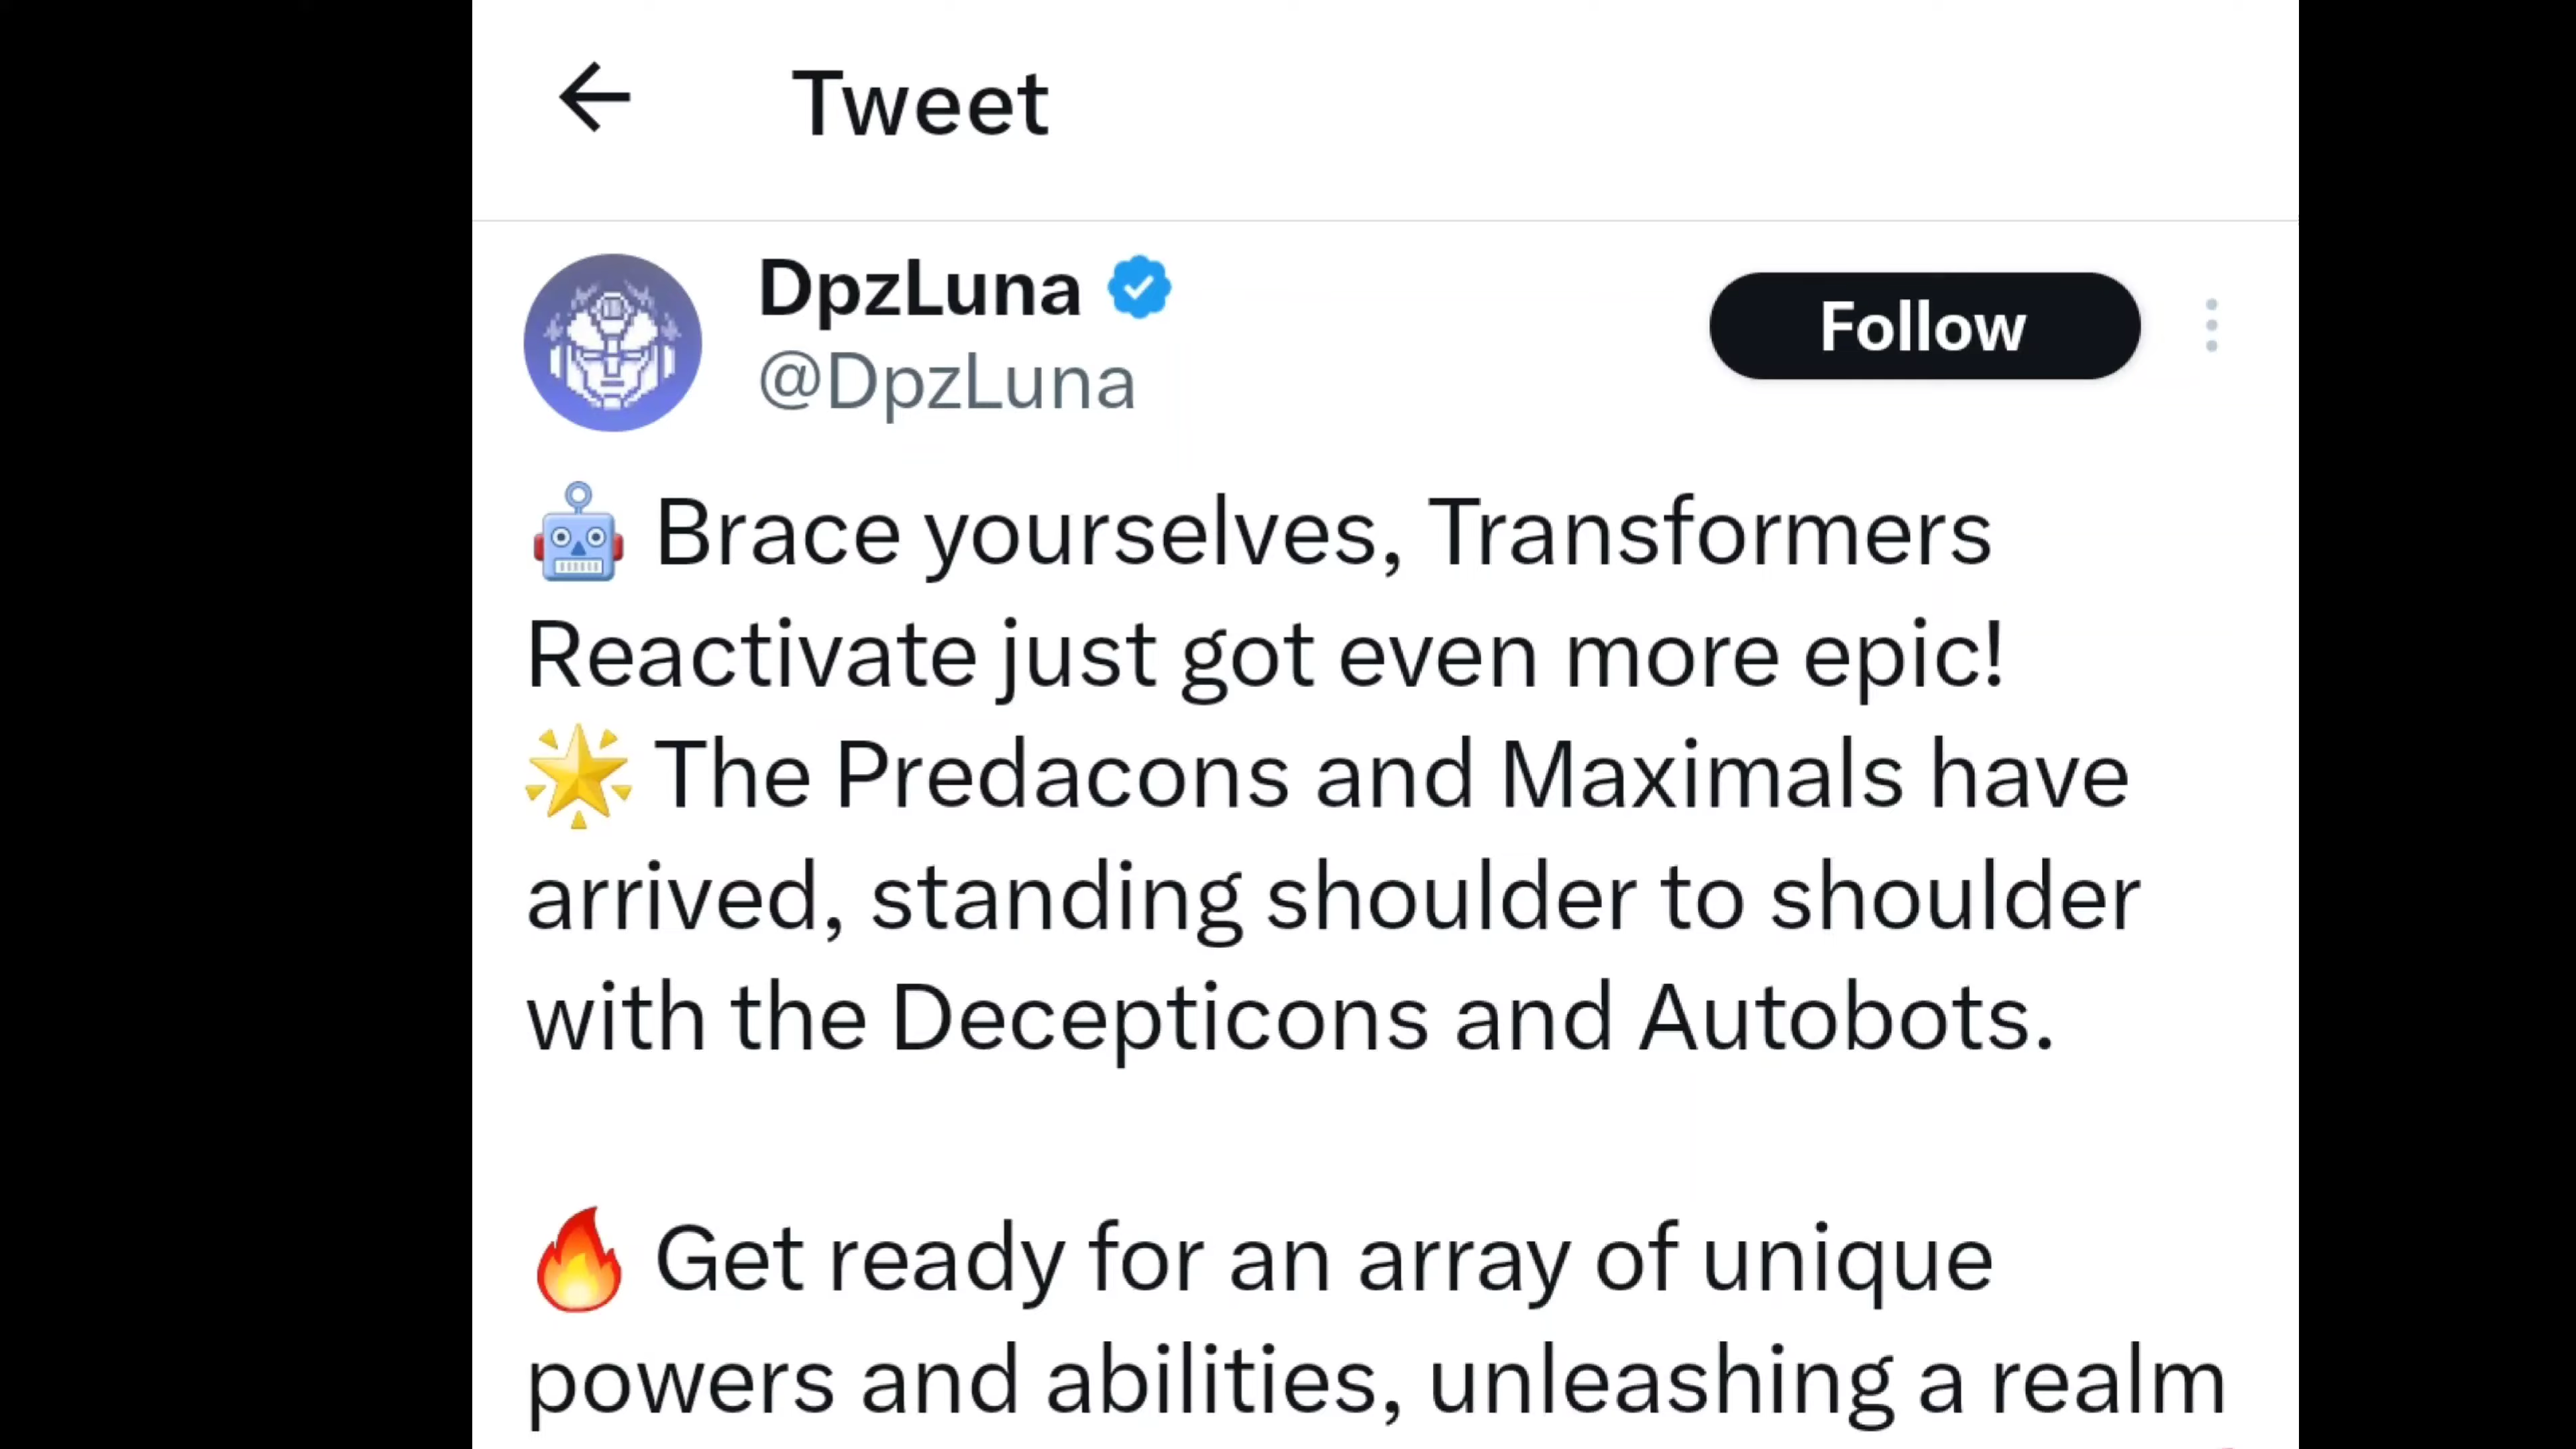 Tweet
DpzLuna
@DpzLuna
Follow
🤖 Brace yourselves, Transformers
Reactivate just got even more epic!
🌟 The Predacons and Maximals have
arrived, standing shoulder to shoulder
with the Decepticons and Autobots.
🔥 Get ready for an array of unique
powers and abilities, unleashing a realm